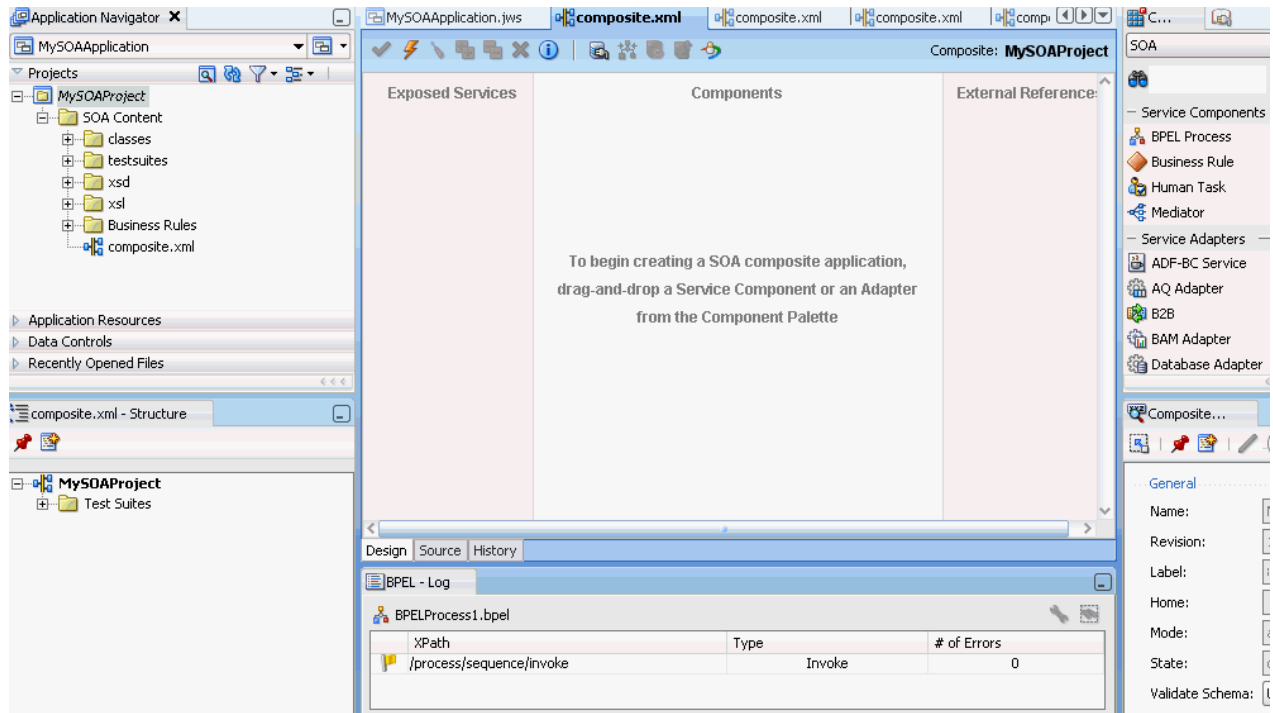 Application Navigator
MySOAApplication
Projects
MySOAProject
SOA Content
classes
testsuites
xsd
xsl
Business Rules
composite.xml
Application Resources
Data Controls
Recently Opened Files
composite.xml - Structure
MySOAProject
Test Suites
MySOAApplication.jws
composite.xml
composite.xml
composite.xml
comp
Composite: MySOAProject
Exposed Services
Components
External Reference
To begin creating a SOA composite application,
drag-and-drop a Service Component or an Adapter
from the Component Palette
Design Source History
BPEL - Log
BPELProcess1.bpel
XPath Type # of Errors
/process/sequence/invoke Invoke 0
C...
SOA
Service Components
BPEL Process
Business Rule
Human Task
Mediator
Service Adapters
ADF-BC Service
AQ Adapter
B2B
BAM Adapter
Database Adapter
Composite...
General
Name:
Revision:
Label:
Home:
Mode:
State:
Validate Schema: